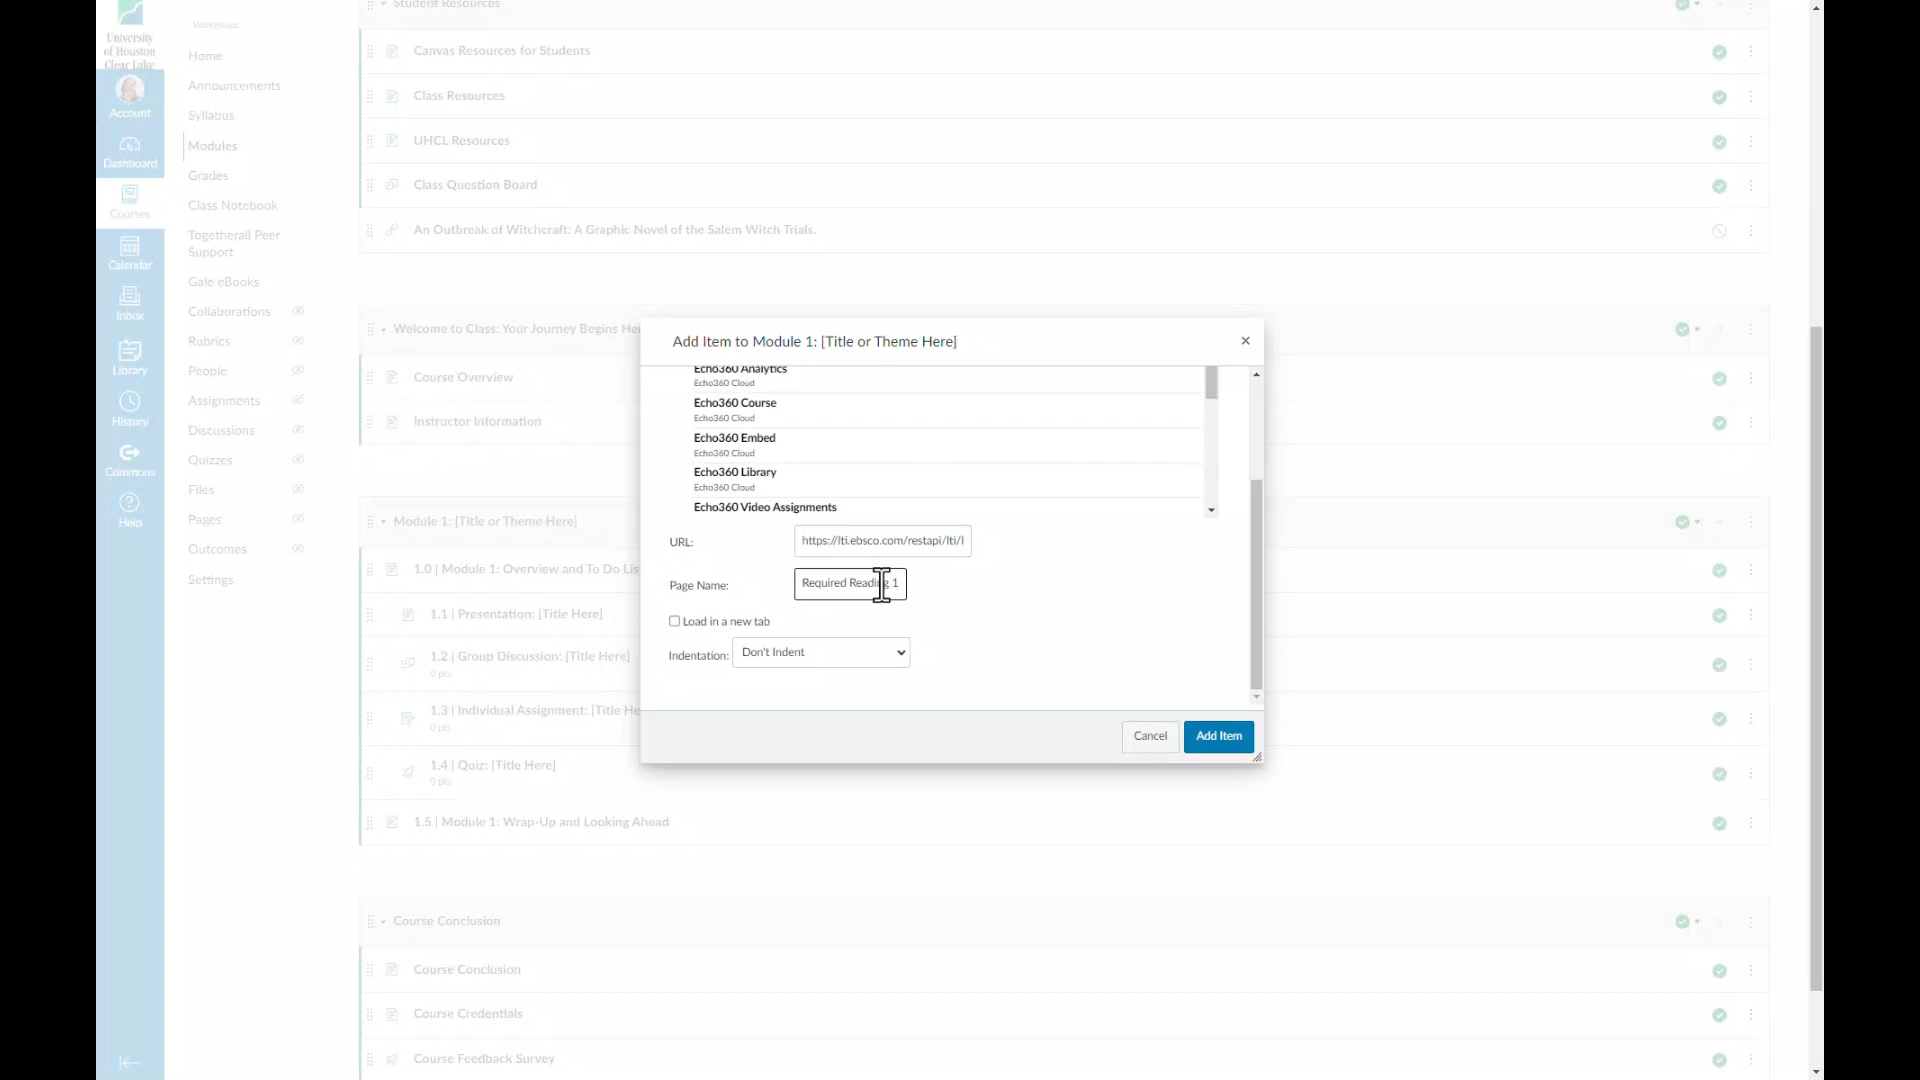 University
of Houston
Clear Lake
Account
Dashboard
Courses
Calendar
Inbox
Library
History
Commons
Help
Workgroups
Home
Announcements
Syllabus
Modules
Grades
Class Notebook
Togetherall Peer
Support
Gale eBooks
Collaborations
Rubrics
People
Assignments
Discussions
Quizzes
Files
Pages
Outcomes
Settings
Student Resources
Canvas Resources for Students
Class Resources
UHCL Resources
Class Question Board
An Outbreak of Witchcraft: A Graphic Novel of the Salem Witch Trials.
Welcome to Class: Your Journey Begins He
Course Overview
Instructor Information
Module 1: [Title or Theme Here]
1.0 | Module 1: Overview and To Do Lis
1.1 | Presentation: [Title Here]
1.2 | Group Discussion: [Title Here]
0 pts
1.3 | Individual Assignment: [Title He
0 pts
1.4 | Quiz: [Title Here]
0 pts
1.5 | Module 1: Wrap-Up and Looking Ahead
Course Conclusion
Course Conclusion
Course Credentials
Course Feedback Survey
Add Item to Module 1: [Title or Theme Here]
Echo360 Analytics
Echo360 Cloud
Echo360 Course
Echo360 Cloud
Echo360 Embed
Echo360 Cloud
Echo360 Library
Echo360 Cloud
Echo360 Video Assignments
URL: https://lti.ebsco.com/restapi/lti/l
Page Name: Required Reading 1
Load in a new tab
Indentation: Don't Indent
Cancel Add Item